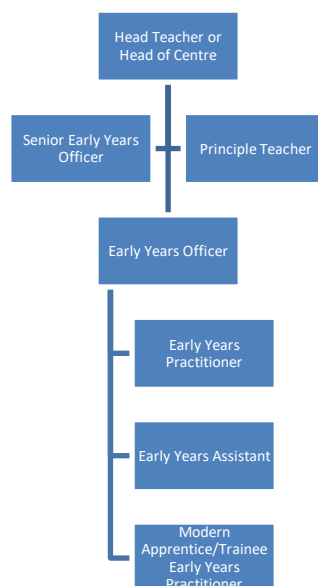 Head Teacher or
Head of Centre
Senior Early Years
Officer
Principle Teacher
Early Years Officer
Early Years
Practitioner
Early Years Assistant
Modern
Apprentice/Trainee
Early Years
Practitioner